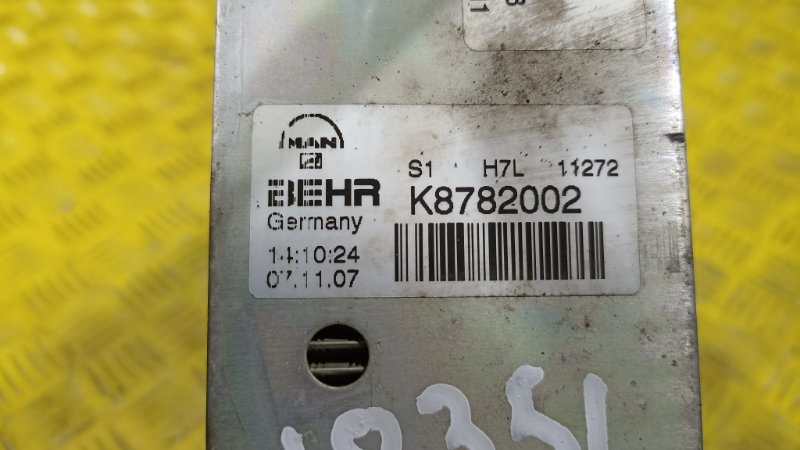 MAN
S1 H7L 11272
BEHR K8782002
Germany
14:10:24
07.11.07